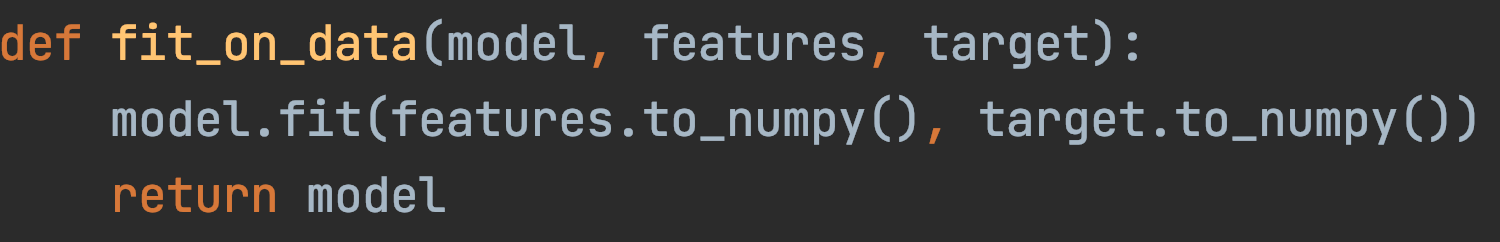 def fit_on_data(model, features, target):
    model.fit(features.to_numpy(), target.to_numpy())
    return model